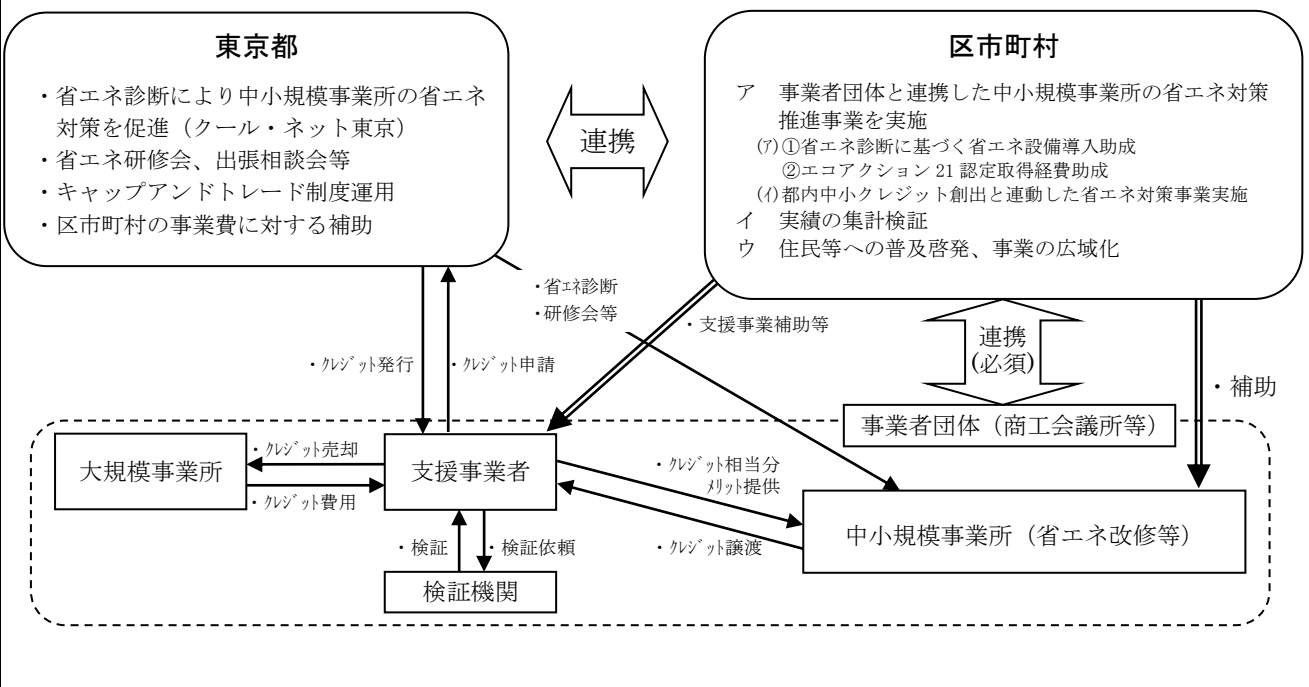 東京都
・省エネ診断により中小規模事業所の省エネ
対策を促進（クール・ネット東京）
・省エネ研修会、出張相談会等
・キャップアンドトレード制度運用
・区市町村の事業費に対する補助
連携
区市町村
ア　事業者団体と連携した中小規模事業所の省エネ対策
推進事業を実施
(ｱ)①省エネ診断に基づく省エネ設備導入助成
②エコアクション 21 認定取得経費助成
(ｲ)都内中小クレジット創出と連動した省エネ対策事業実施
イ　実績の集計検証
ウ　住民等への普及啓発、事業の広域化
・省ｴﾈ診断
・研修会等
・支援事業補助等
連携
(必須)
・ｸﾚｼﾞｯﾄ発行
・ｸﾚｼﾞｯﾄ申請
・補助
事業者団体（商工会議所等）
大規模事業所
・ｸﾚｼﾞｯﾄ売却
・ｸﾚｼﾞｯﾄ費用
支援事業者
・ｸﾚｼﾞｯﾄ相当分
ﾒﾘｯﾄ提供
・ｸﾚｼﾞｯﾄ譲渡
中小規模事業所（省エネ改修等）
・検証
・検証依頼
検証機関